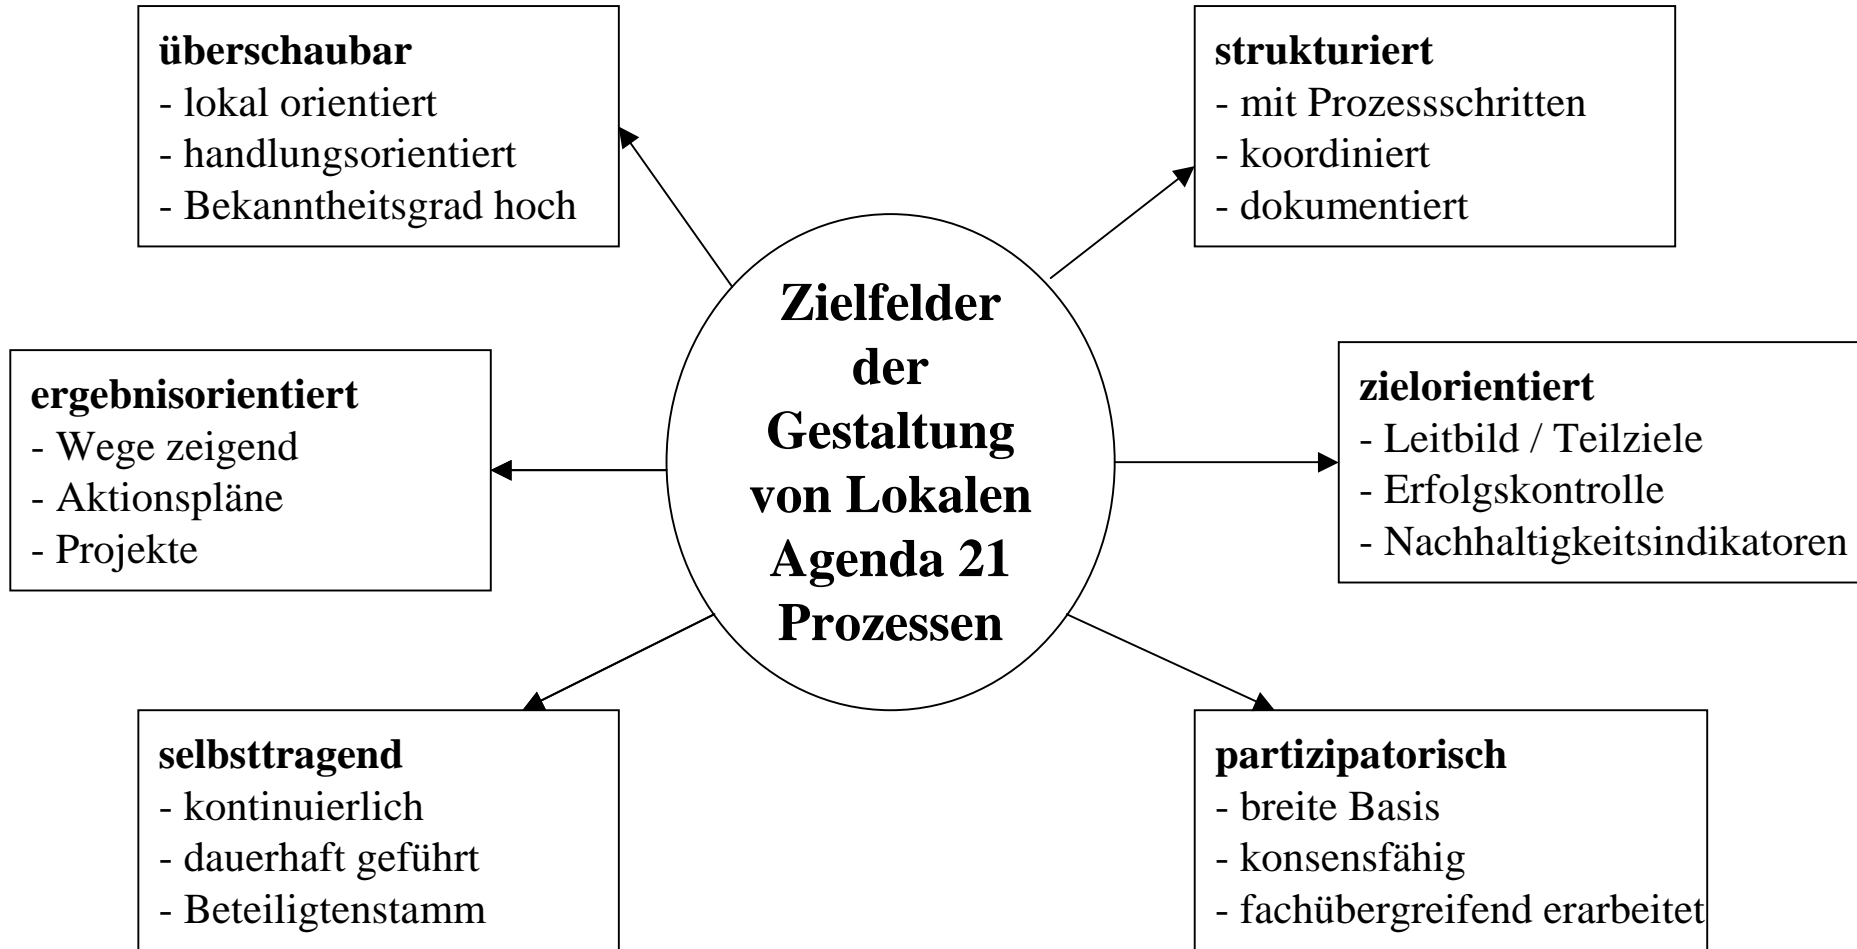 überschaubar
- lokal orientiert
- handlungsorientiert
- Bekanntheitsgrad hoch
strukturiert
- mit Prozessschritten
- koordiniert
- dokumentiert
Zielfelder
der
Gestaltung
von Lokalen
Agenda 21
Prozessen
ergebnisorientiert
- Wege zeigend
- Aktionspläne
- Projekte
zielorientiert
- Leitbild / Teilziele
- Erfolgskontrolle
- Nachhaltigkeitsindikatoren
selbsttragend
- kontinuierlich
- dauerhaft geführt
- Beteiligtenstamm
partizipatorisch
- breite Basis
- konsensfähig
- fachübergreifend erarbeitet